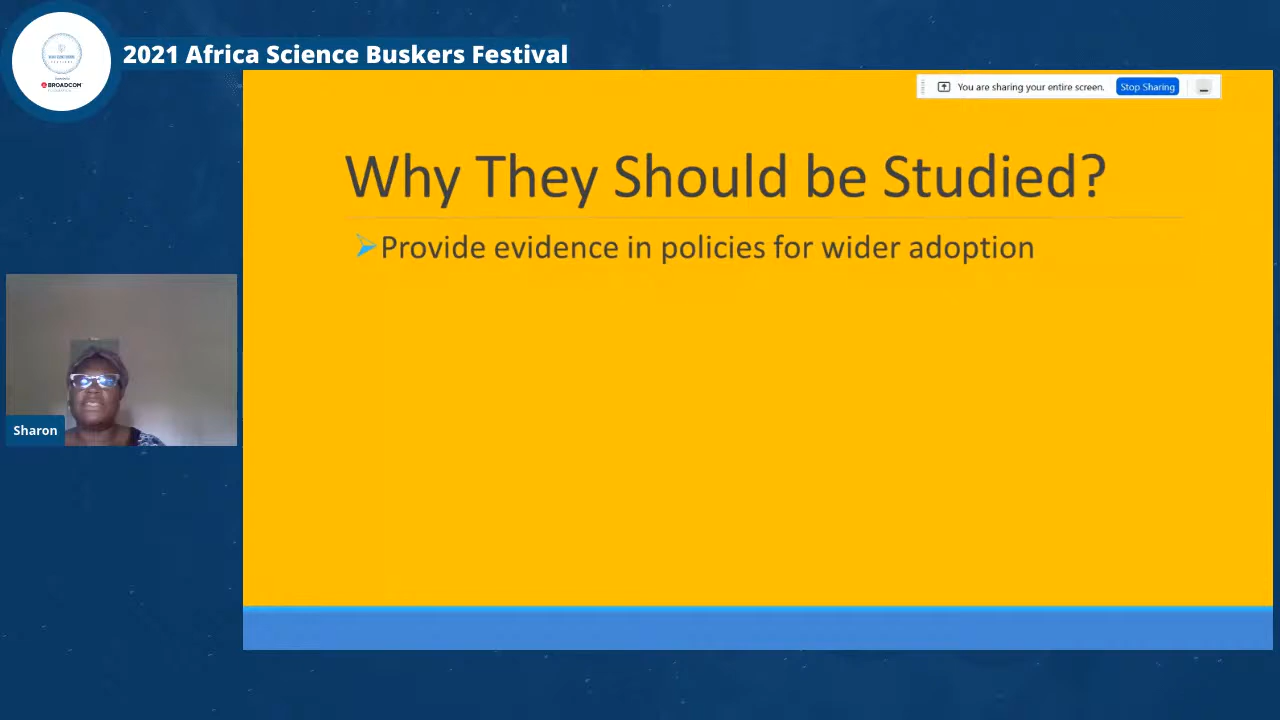 2021 Africa Science Buskers Festival
BROADCOM
You are sharing your entire screen.
Stop Sharing
Why They Should be Studied?
Provide evidence in policies for wider adoption
Sharon